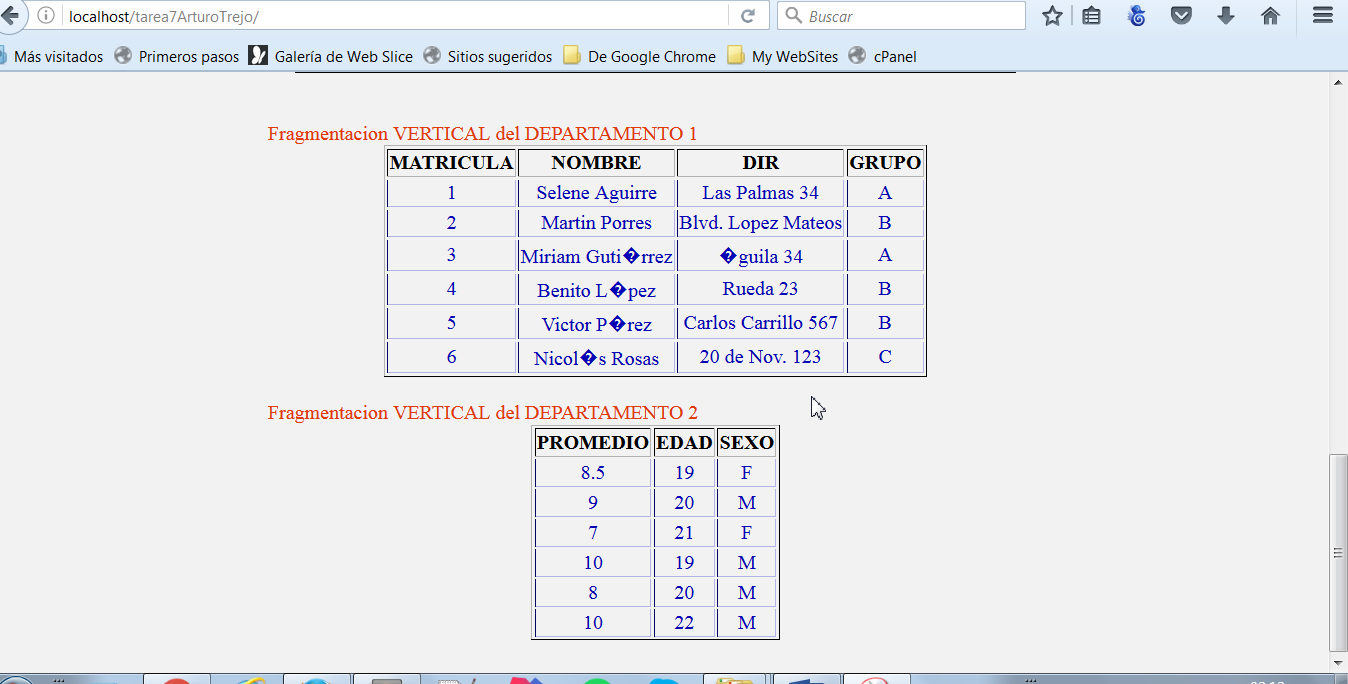 localhost/tarea7ArturoTrejo/
Buscar
Más visitados Primeros pasos Galería de Web Slice Sitios sugeridos De Google Chrome My WebSites cPanel
Fragmentacion VERTICAL del DEPARTAMENTO 1
MATRICULA NOMBRE DIR GRUPO
1 Selene Aguirre Las Palmas 34 A
2 Martin Porres Blvd. Lopez Mateos B
3 Miriam Guti�rrez �guila 34 A
4 Benito L�pez Rueda 23 B
5 Victor P�rez Carlos Carrillo 567 B
6 Nicol�s Rosas 20 de Nov. 123 C
Fragmentacion VERTICAL del DEPARTAMENTO 2
PROMEDIO EDAD SEXO
8.5 19 F
9 20 M
7 21 F
10 19 M
8 20 M
10 22 M